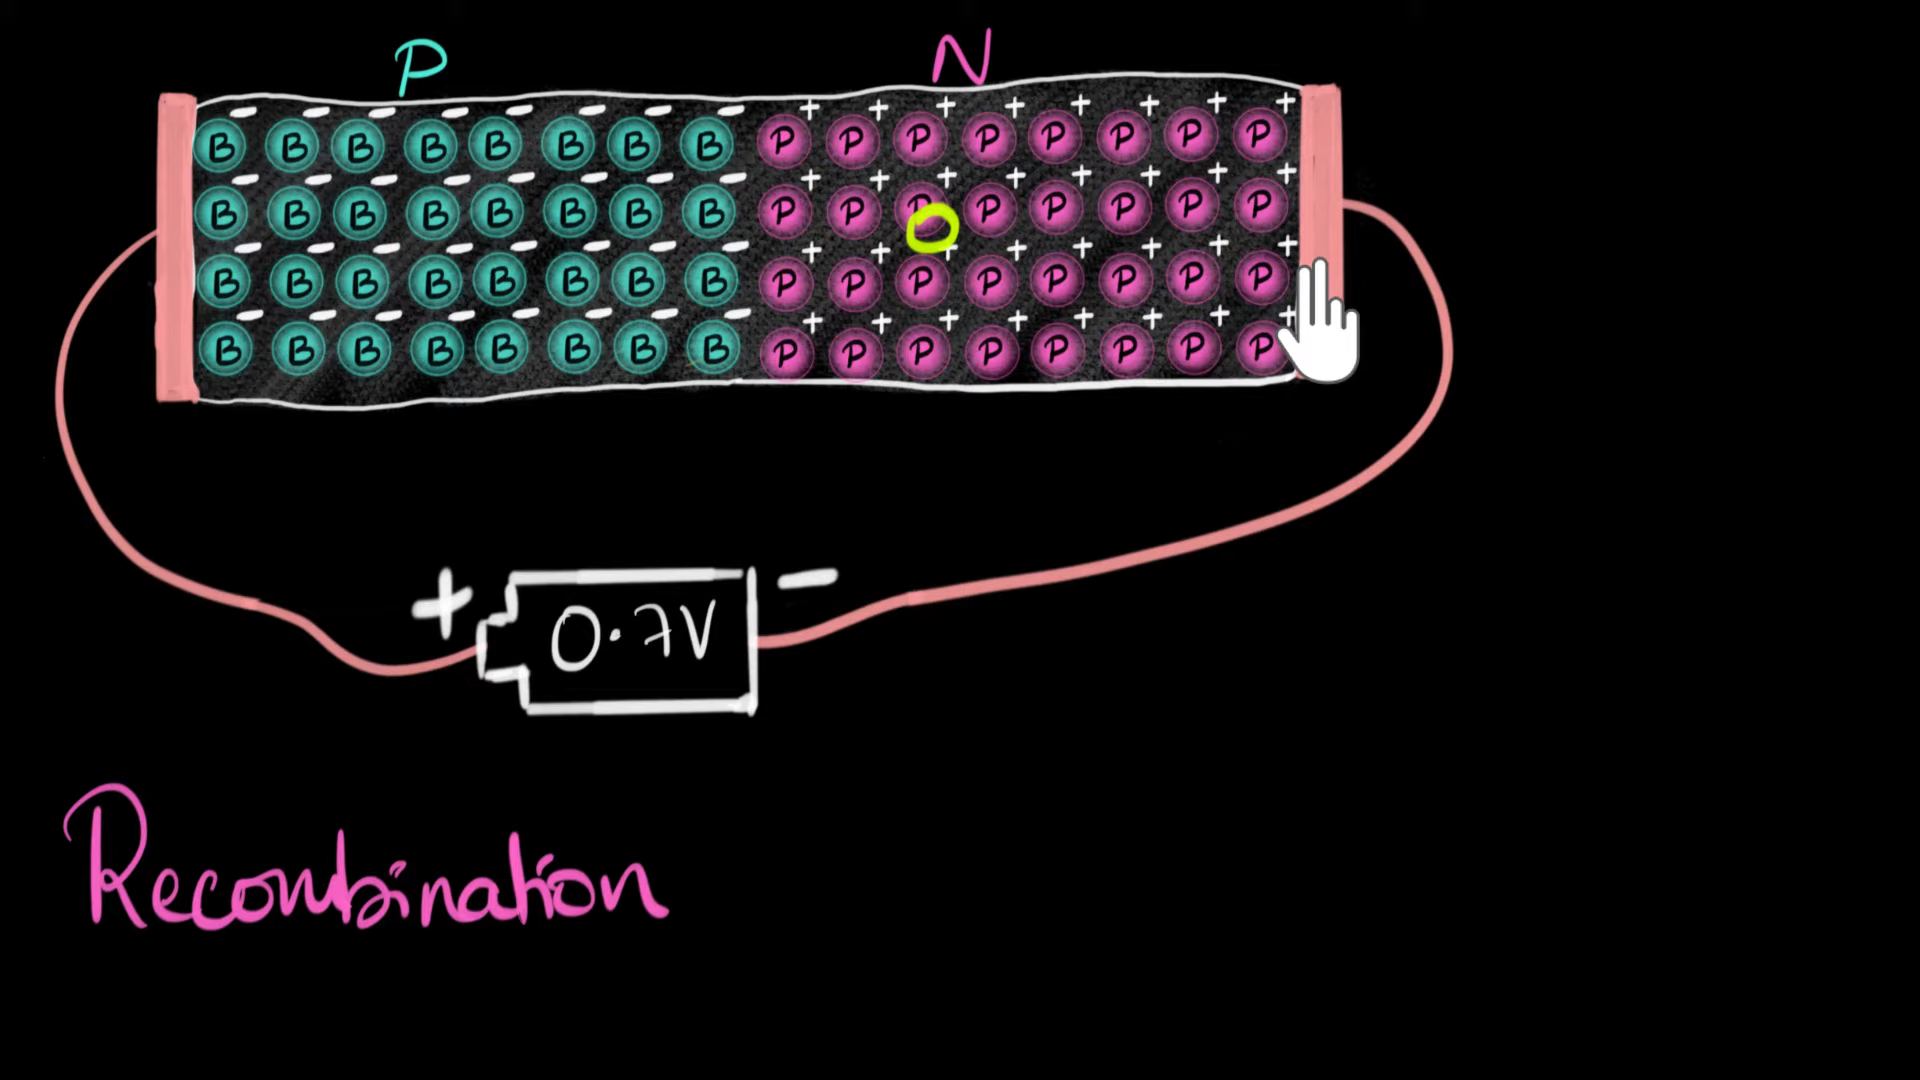 P N
- - - - - - - - + + + + + + + +
B B B B B B B B P P P P P P P P
- - - - - - - - + + + + + + + +
B B B B B B B B P P P P P P P P
- - - - - - - - + + + + + + + +
B B B B B B B B P P P P P P P P
- - - - - - - - + + + + + + + +
B B B B B B B B P P P P P P P P
+ -
0.7V
Recombination